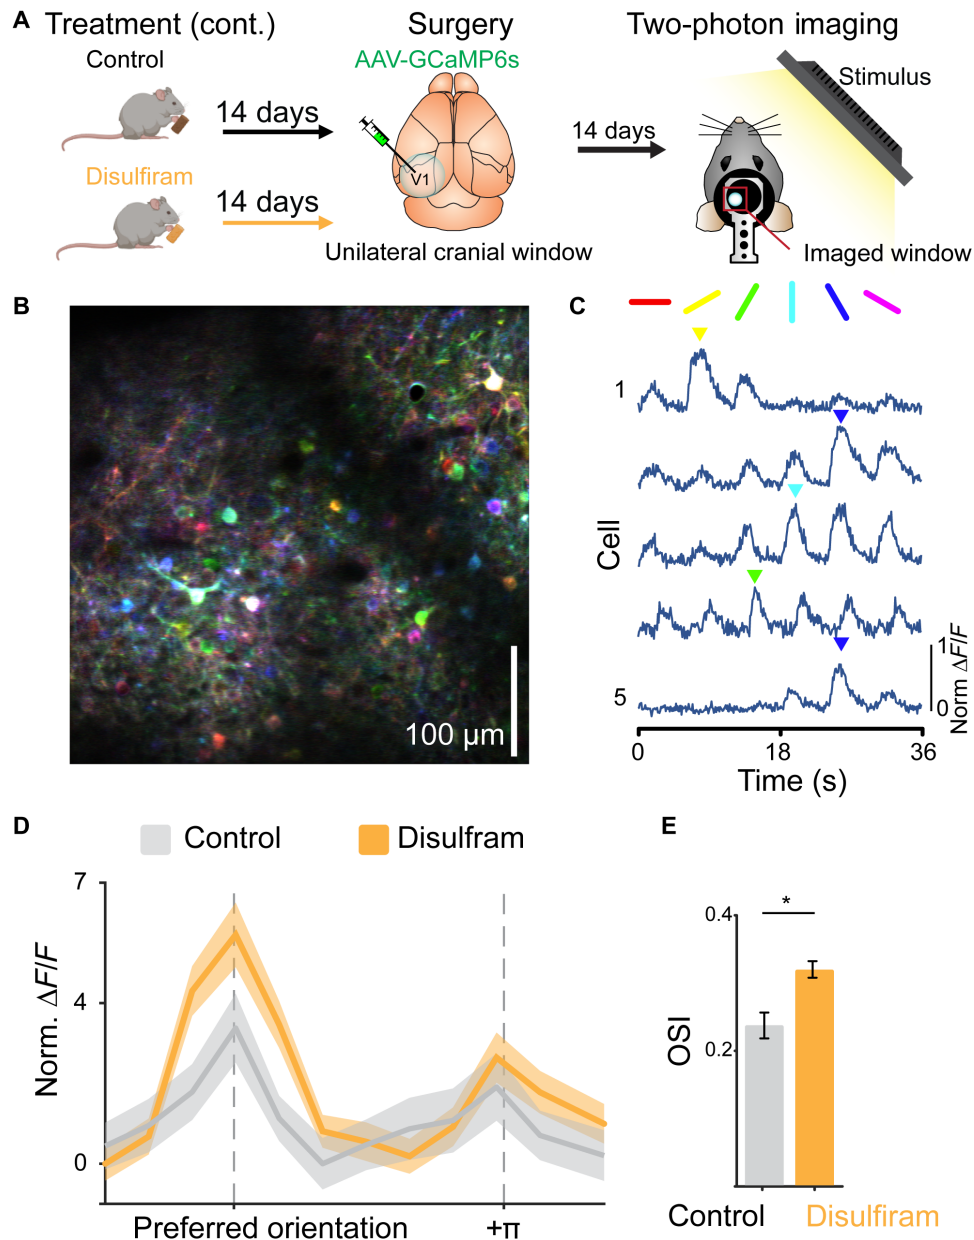 A
Treatment (cont.)
Surgery
Two-photon imaging
Control
AAV-GCaMP6s
Stimulus
14 days
14 days
Disulfiram
V1
14 days
Unilateral cranial window
Imaged window
B
C
1
Cell
5
1
0
Norm ΔF/F
100 µm
0
18
36
Time (s)
D
Control
Disulfram
E
7
4
0
Norm. ΔF/F
Preferred orientation
+π
*
0.4
0.2
OSI
Control
Disulfiram